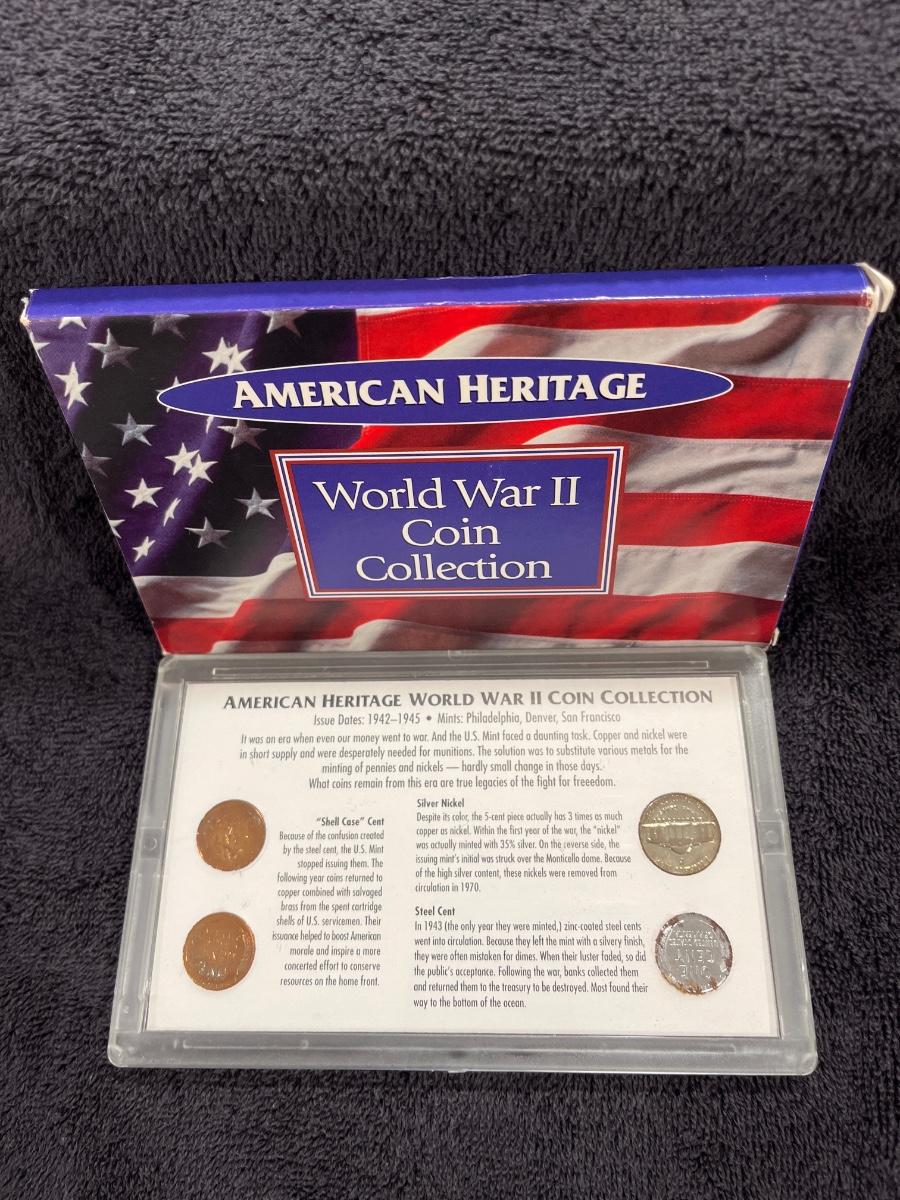 AMERICAN HERITAGE
World War II
Coin
Collection
AMERICAN HERITAGE WORLD WAR II COIN COLLECTION
Issue Dates: 1942–1945 • Mints: Philadelphia, Denver, San Francisco
It was an era when even our money went to war. And the U.S. Mint faced a daunting task. Copper and nickel were
in short supply and were desperately needed for munitions. The solution was to substitute various metals for the
minting of pennies and nickels — hardly small change in those days.
What coins remain from this era are true legacies of the fight for freeedom.
"Shell Case" Cent
Because of the confusion created
by the steel cent, the U.S. Mint
stopped issuing them. The
following year coins returned to
copper combined with salvaged
brass from the spent cartridge
shells of U.S. servicemen. Their
issuance helped to boost American
morale and inspire a more
concerted effort to conserve
resources on the home front.
Silver Nickel
Despite its color, the 5-cent piece actually has 3 times as much
copper as nickel. Within the first year of the war, the "nickel"
was actually minted with 35% silver. On the reverse side, the
issuing mint's initial was struck over the Monticello dome. Because
of the high silver content, these nickels were removed from
circulation in 1970.
Steel Cent
In 1943 (the only year they were minted,) zinc-coated steel cents
went into circulation. Because they left the mint with a silvery finish,
they were often mistaken for dimes. When their luster faded, so did
the public's acceptance. Following the war, banks collected them
and returned them to the treasury to be destroyed. Most found their
way to the bottom of the ocean.
ONE
CENT